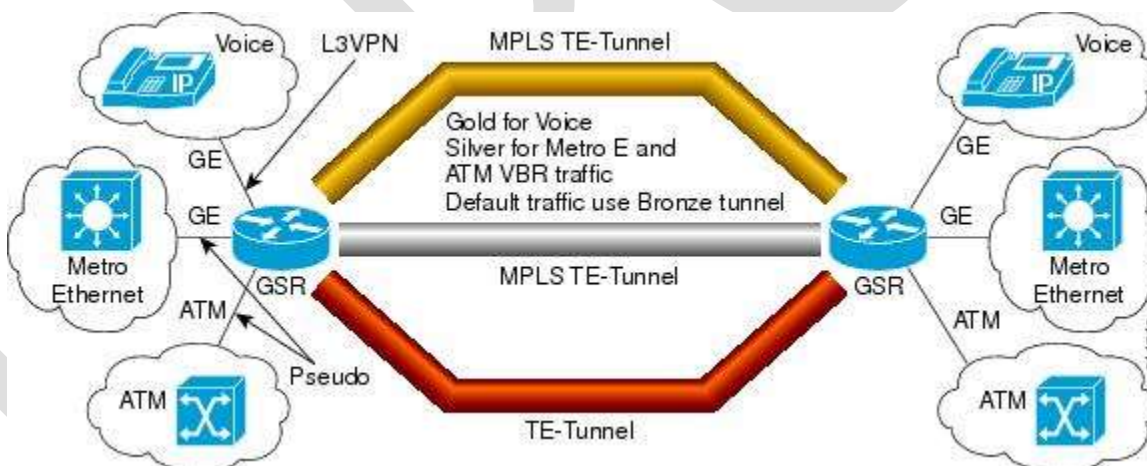 Voice
L3VPN
MPLS TE-Tunnel
Voice
IP
IP
Gold for Voice
Silver for Metro E and
ATM VBR traffic
Default traffic use Bronze tunnel
GE
GE
GE
GE
Metro
Ethernet
GSR
MPLS TE-Tunnel
GSR
Metro
Ethernet
ATM
ATM
Pseudo
ATM
ATM
TE-Tunnel